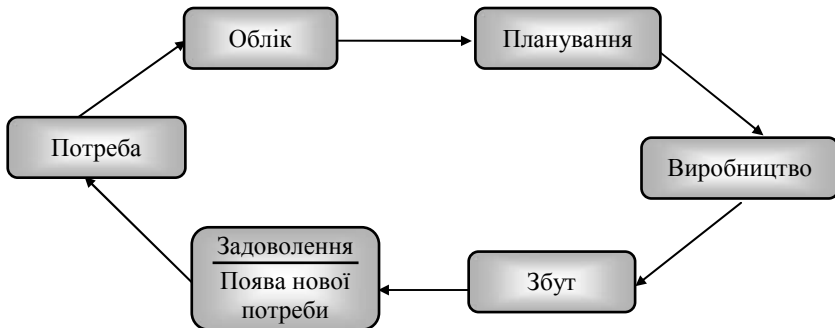 Облік
Планування
Потреба
Виробництво
Задоволення
Поява нової
потреби
Збут